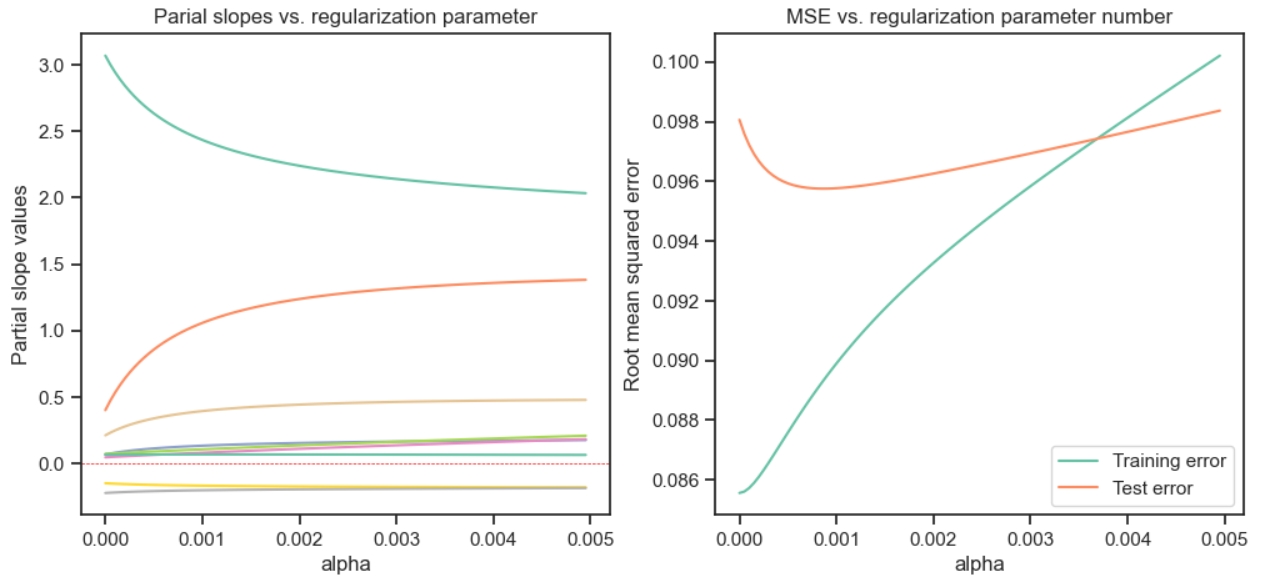 Parial slopes vs. regularization parameter
Partial slope values
3.0
2.5
2.0
1.5
1.0
0.5
0.0
0.000 0.001 0.002 0.003 0.004 0.005
alpha
MSE vs. regularization parameter number
Root mean squared error
0.100
0.098
0.096
0.094
0.092
0.090
0.088
0.086
Training error
Test error
0.000 0.001 0.002 0.003 0.004 0.005
alpha